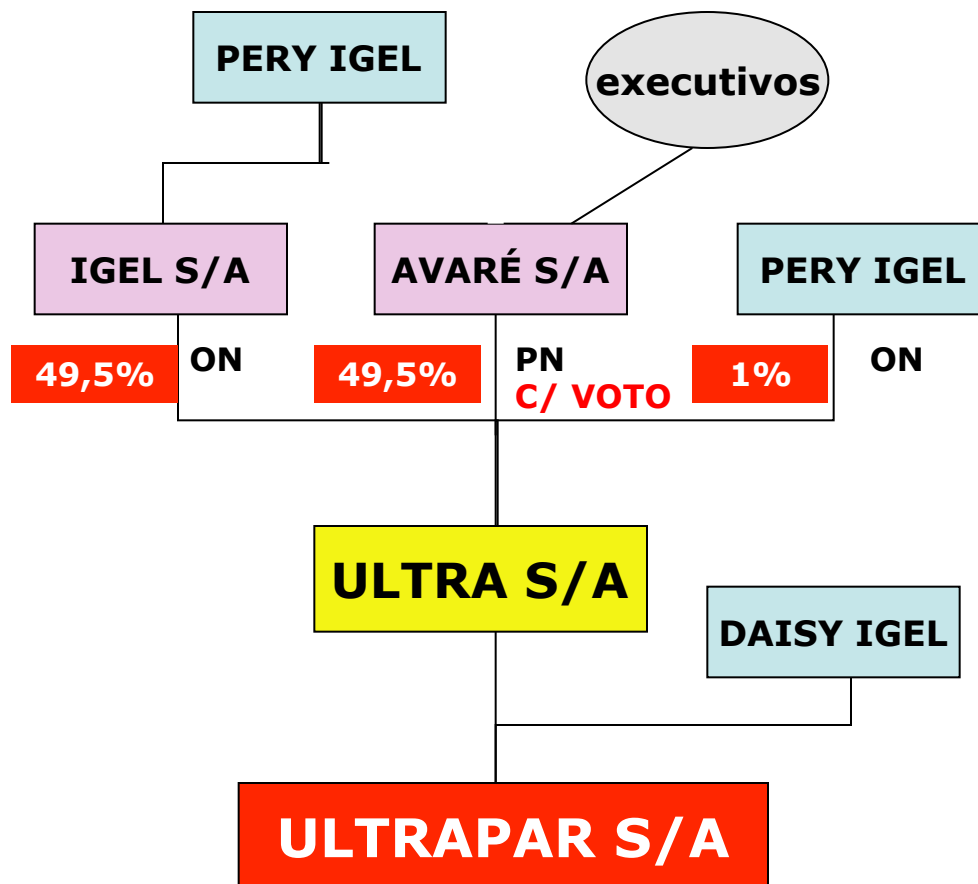 PERY IGEL
executivos
IGEL S/A
AVARÉ S/A
PERY IGEL
49,5%
ON
49,5%
PN
C/ VOTO
1%
ON
ULTRA S/A
DAISY IGEL
ULTRAPAR S/A